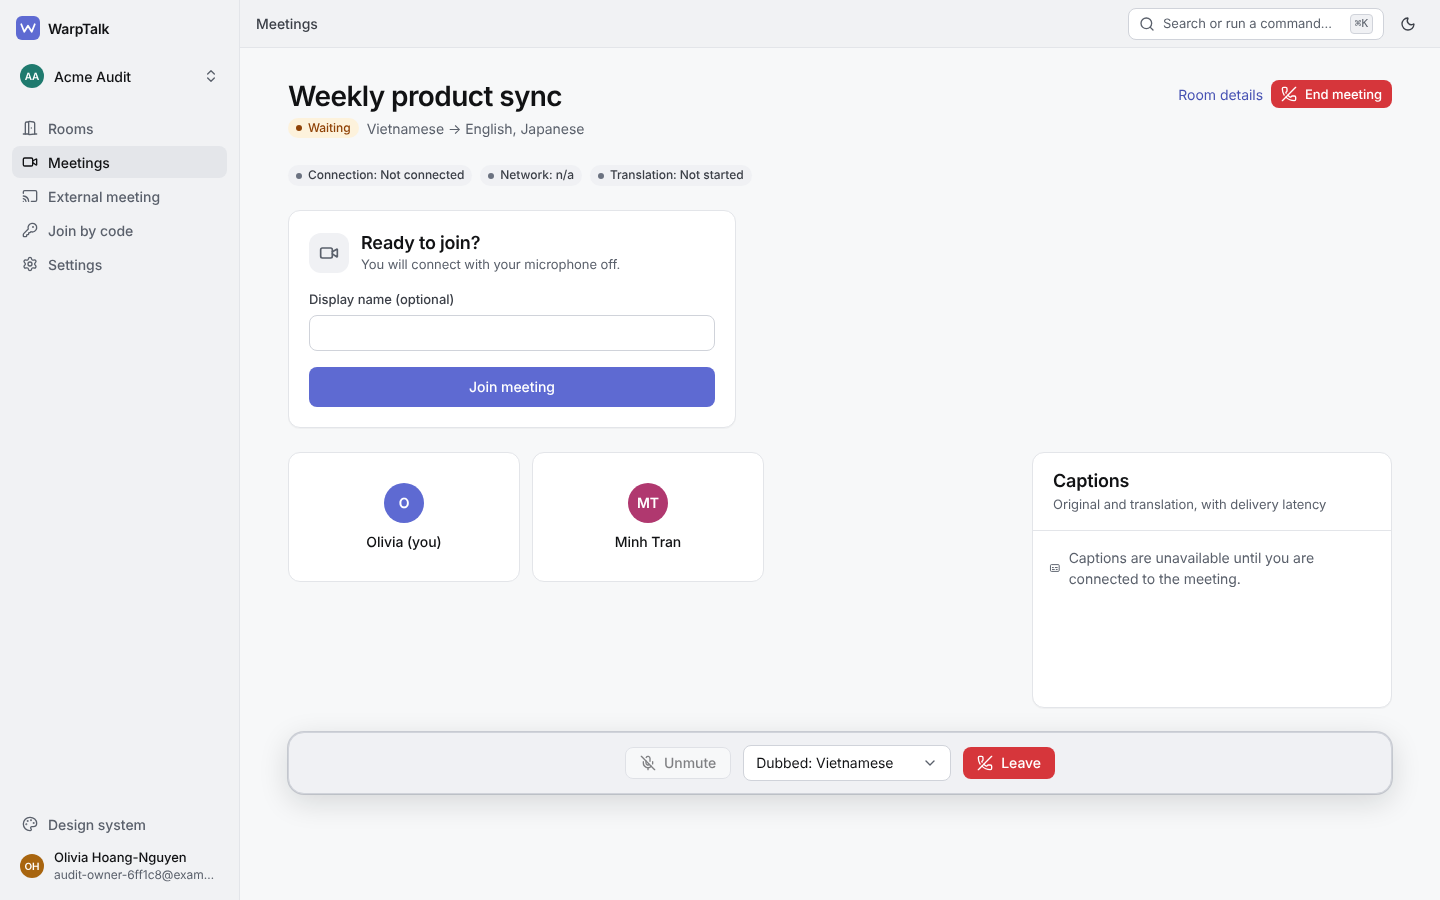 WarpTalk
Meetings
Search or run a command...
⌘K
AA
Acme Audit
Rooms
Meetings
External meeting
Join by code
Settings
Weekly product sync
Room details
End meeting
Waiting
Vietnamese → English, Japanese
Connection: Not connected
Network: n/a
Translation: Not started
Ready to join?
You will connect with your microphone off.
Display name (optional)
Join meeting
O
Olivia (you)
MT
Minh Tran
Captions
Original and translation, with delivery latency
Captions are unavailable until you are
connected to the meeting.
Unmute
Dubbed: Vietnamese
Leave
Design system
OH
Olivia Hoang-Nguyen
audit-owner-6ff1c8@exam...